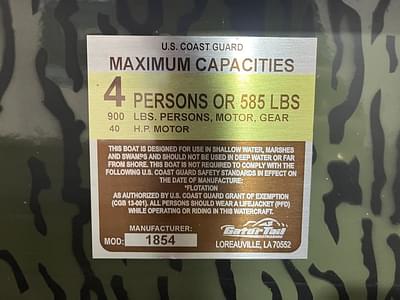 U.S. COAST GUARD
MAXIMUM CAPACITIES
4 PERSONS OR 585 LBS
900 LBS. PERSONS, MOTOR, GEAR
40 H.P. MOTOR
THIS BOAT IS DESIGNED FOR USE IN SHALLOW WATER, MARSHES
AND SWAMPS AND SHOULD NOT BE USED IN DEEP WATER OR FAR
FROM SHORE. THIS BOAT IS NOT REQUIRED TO COMPLY WITH THE
FOLLOWING U.S. COAST GUARD SAFETY STANDARDS IN EFFECT ON
THE DATE OF MANUFACTURE:
*FLOTATION
AS AUTHORIZED BY U.S. COAST GUARD GRANT OF EXEMPTION
(CGB 13-001). ALL PERSONS SHOULD WEAR A LIFEJACKET (PFD)
WHILE OPERATING OR RIDING IN THIS WATERCRAFT.
MANUFACTURER:
MOD: 1854
GatorTail
LOREAUVILLE, LA 70552